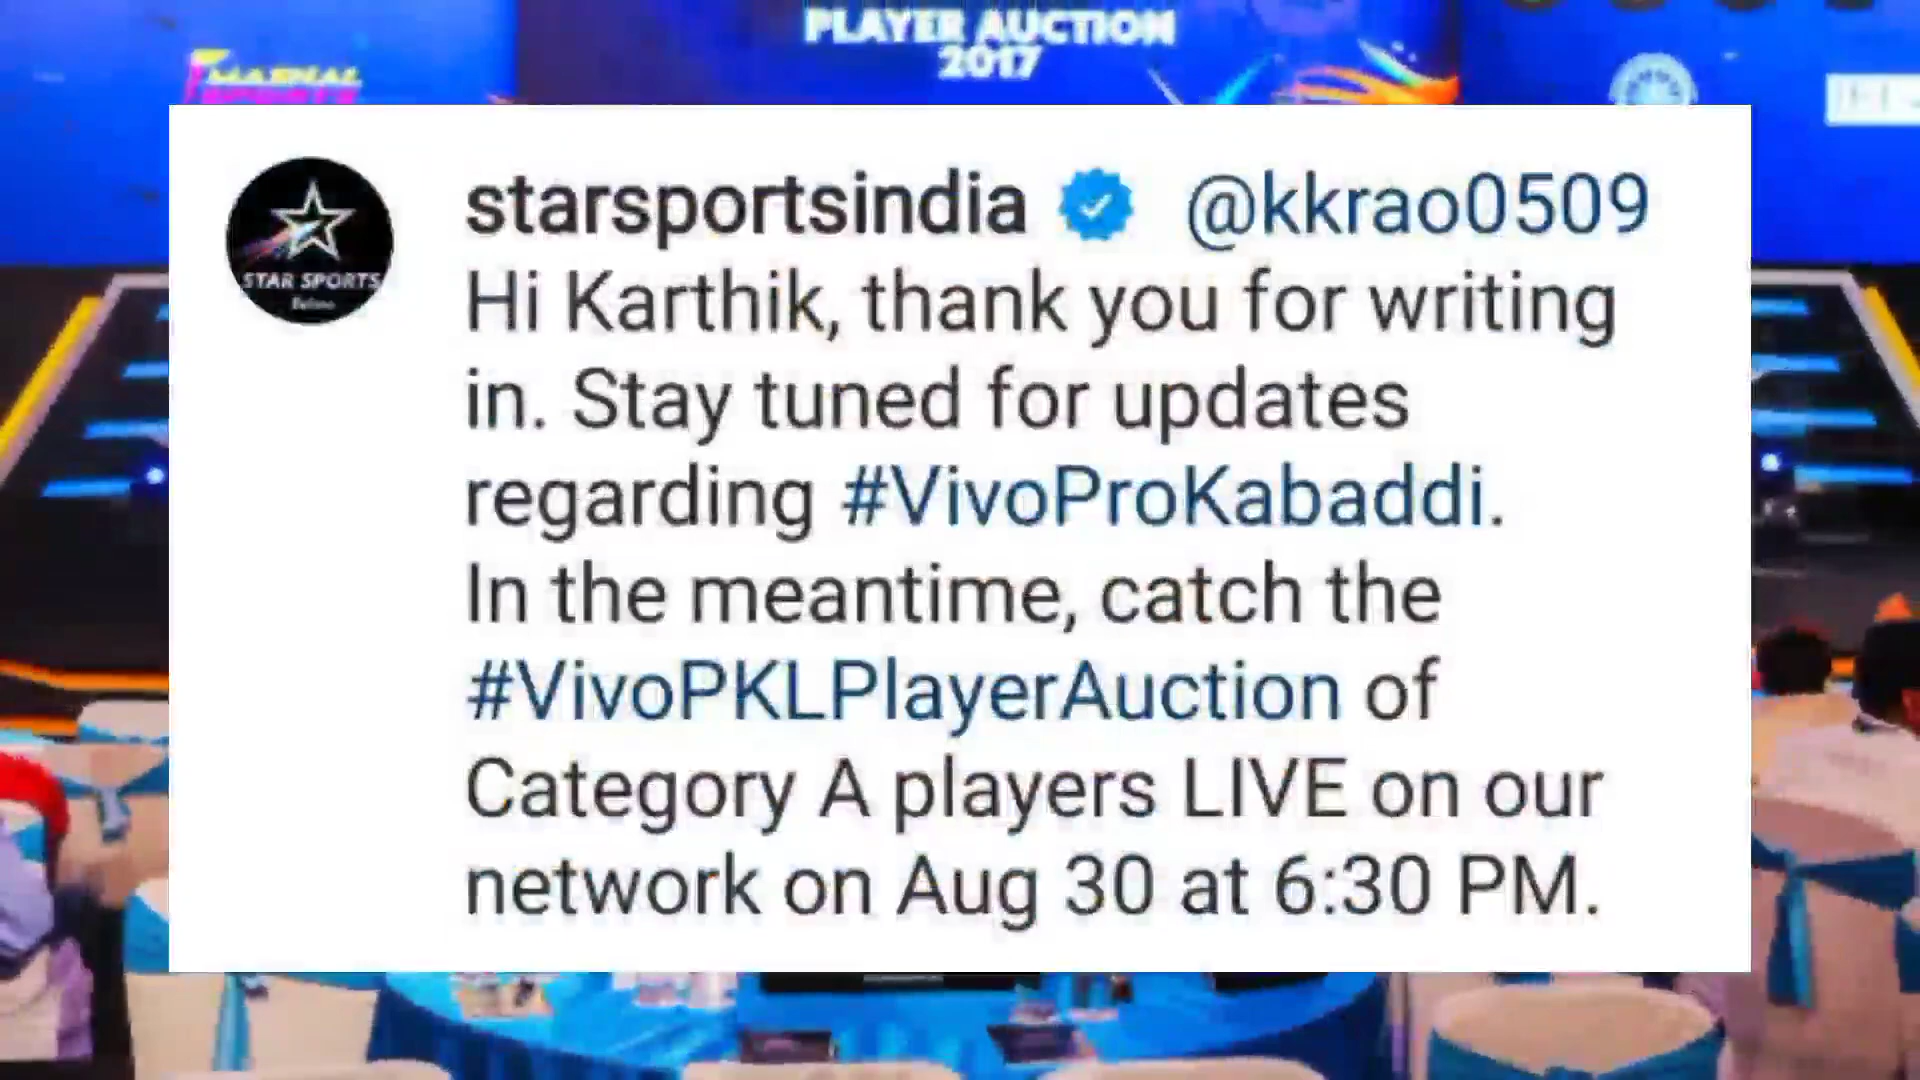 PLAYER AUCTION
2017
starsportsindia @kkrao0509
Hi Karthik, thank you for writing
in. Stay tuned for updates
regarding #VivoProKabaddi.
In the meantime, catch the
#VivoPKLPlayerAuction of
Category A players LIVE on our
network on Aug 30 at 6:30 PM.
STAR SPORTS